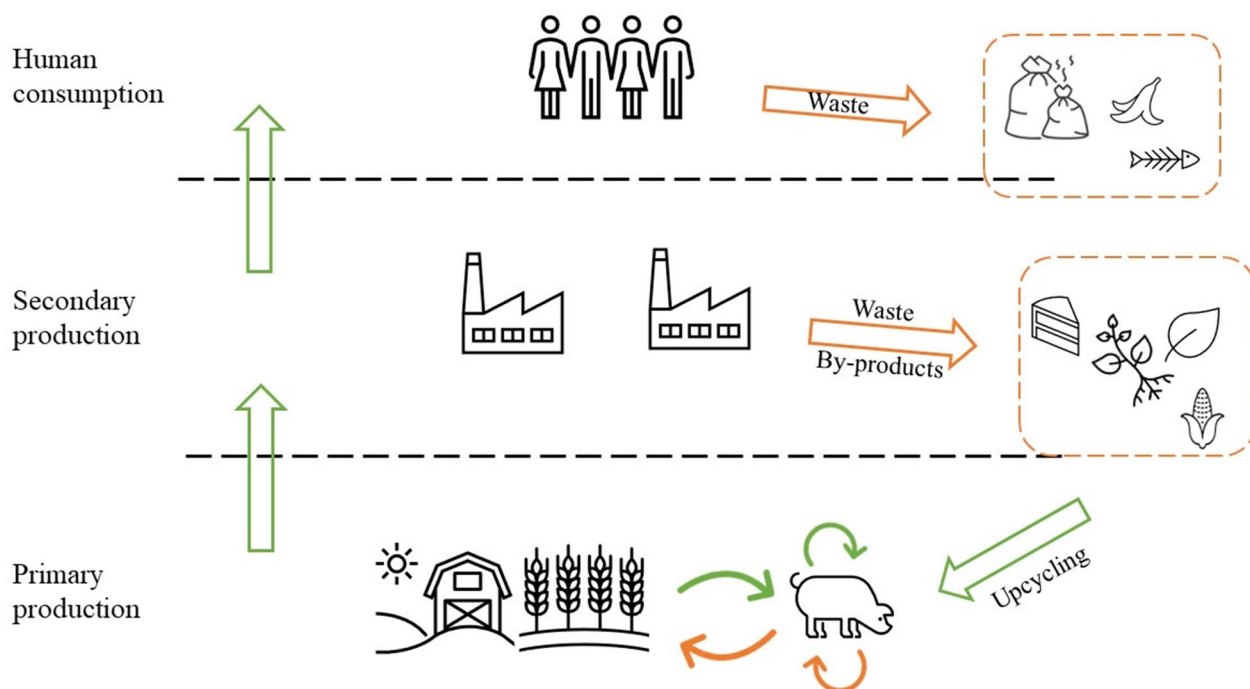 Human
consumption
Waste
Secondary
production
Waste
By-products
Primary
production
Upcycling